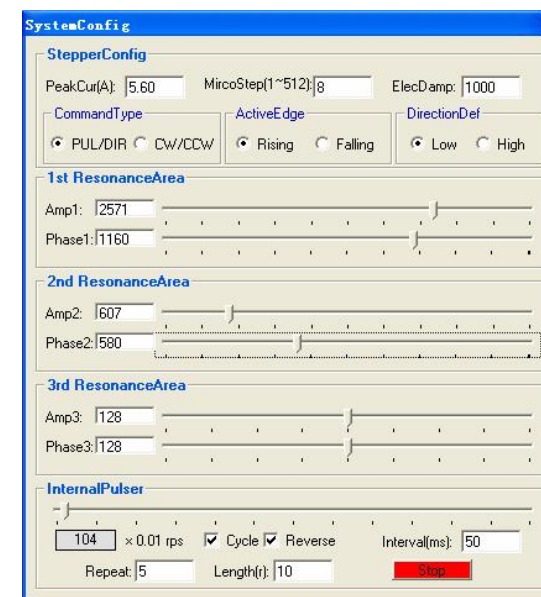 SystemConfig
StepperConfig
PeakCur(A): 5.60 MircoStep(1~512): 8 ElecDamp: 1000
CommandType ActiveEdge DirectionDef
PUL/DIR CW/CCW Rising Falling Low High
1st ResonanceArea
Amp1: 2571
Phase1: 1160
2nd ResonanceArea
Amp2: 607
Phase2: 580
3rd ResonanceArea
Amp3: 128
Phase3: 128
InternalPulser
104 × 0.01 rps Cycle Reverse Interval(ms): 50
Repeat: 5 Length(r): 10 Stop